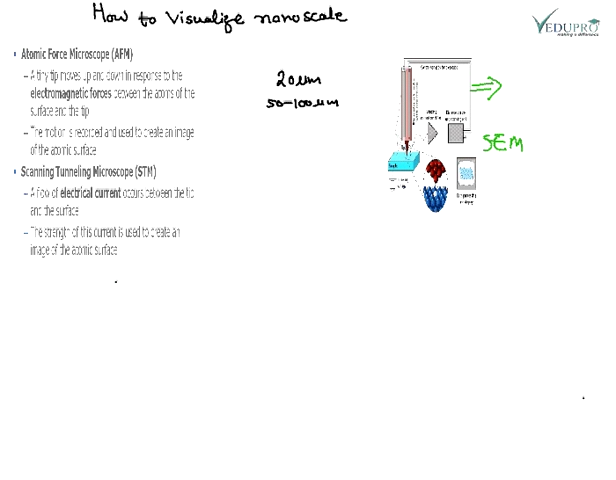 How to visualize nanoscale
VEDUPRO
making a difference
• Atomic Force Microscope (AFM)
– A tiny tip moves up and down in response to the
electromagnetic forces between the atoms of the
surface and the tip
– The motion is recorded and used to create an image
of the atomic surface
• Scanning Tunneling Microscope (STM)
– A flow of electrical current occurs between the tip
and the surface
– The strength of this current is used to create an
image of the atomic surface
20 µm
50-100 µm
SEM